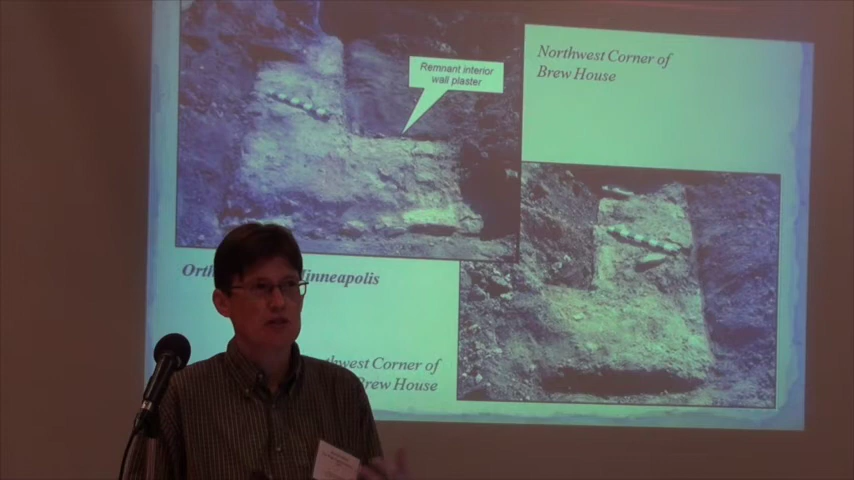 Remnant interior
wall plaster
Northwest Corner of
Brew House
Minneapolis
Corner of
Brew House